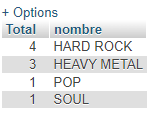 + Options
Total nombre
4 HARD ROCK
3 HEAVY METAL
1 POP
1 SOUL